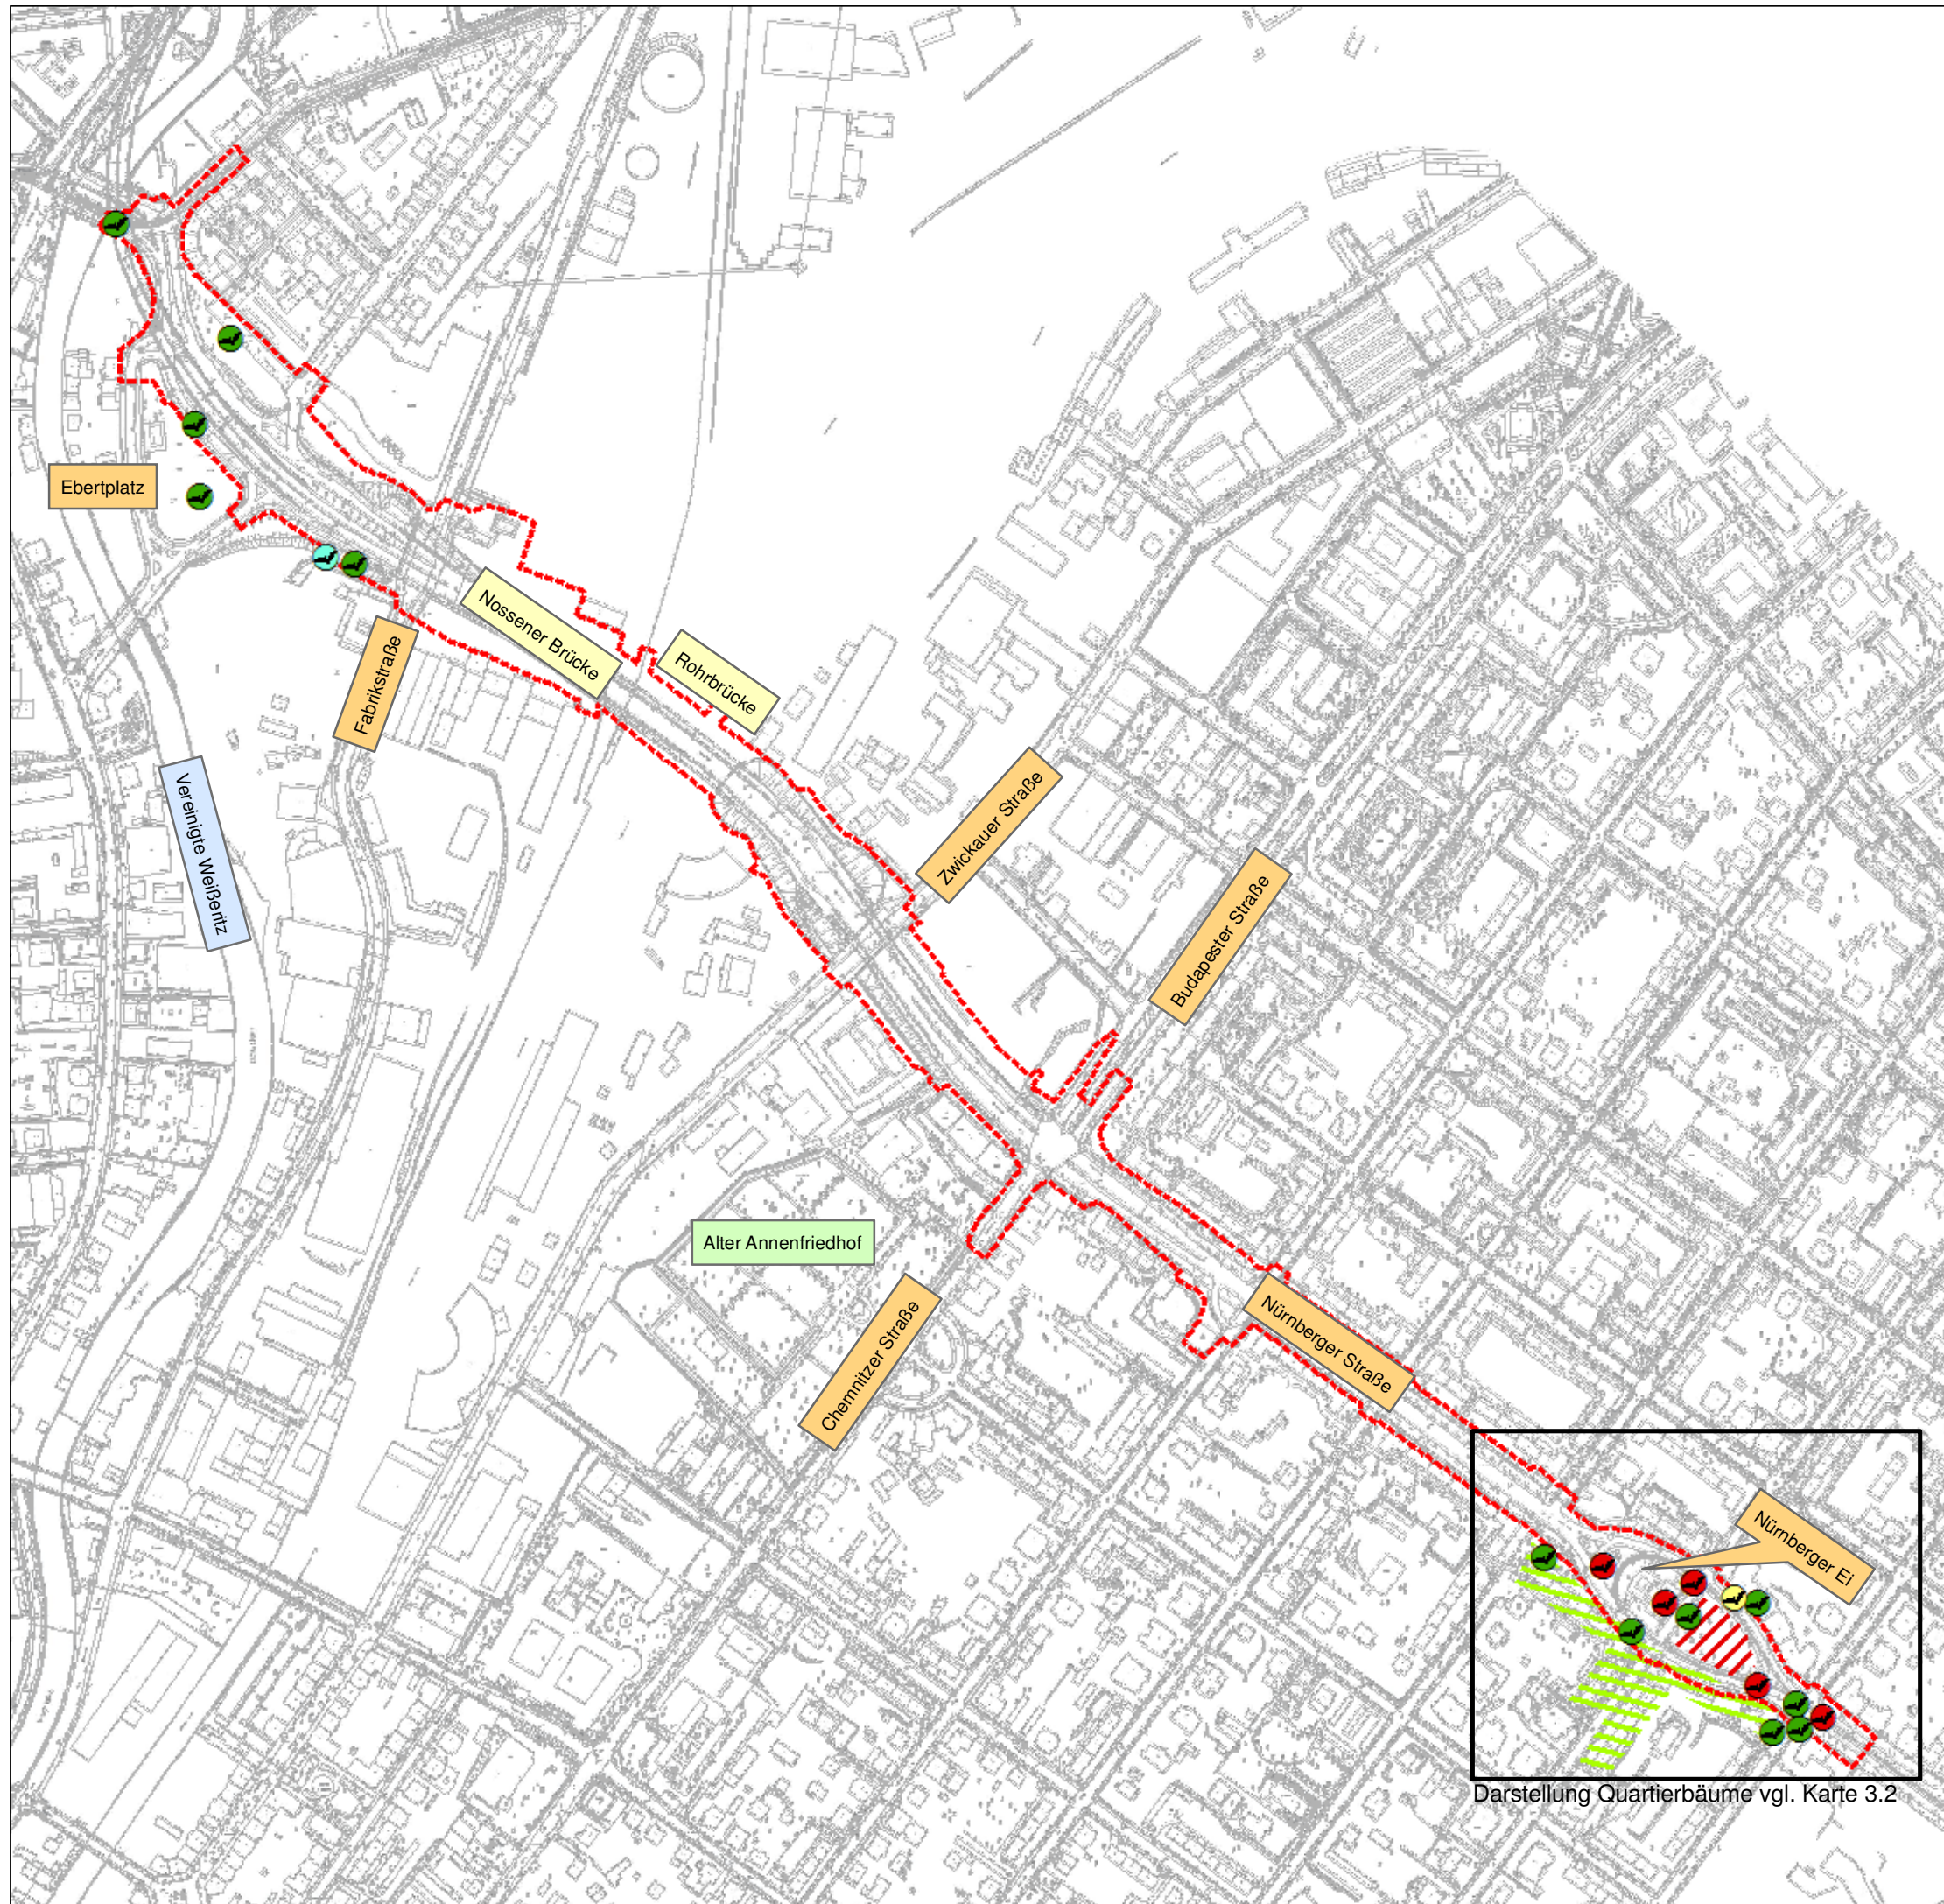 Ebertplatz
Nossener Brücke
Rohrbrücke
Fabrikstraße
Vereinigte Weißeritz
Zwickauer Straße
Budapester Straße
Alter Annenfriedhof
Chemnitzer Straße
Nürnberger Straße
Nürnberger Ei
Darstellung Quartierbäume vgl. Karte 3.2